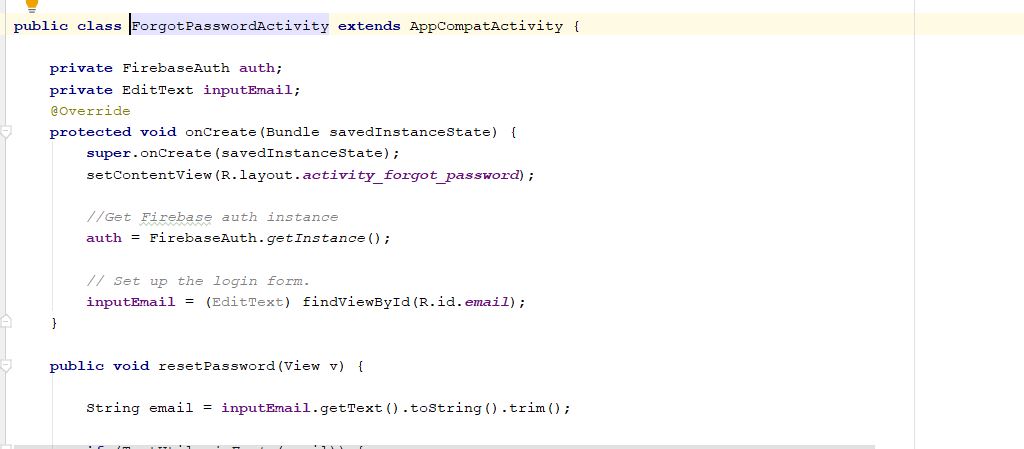 public class ForgotPasswordActivity extends AppCompatActivity {
private FirebaseAuth auth;
private EditText inputEmail;
@Override
protected void onCreate(Bundle savedInstanceState) {
super.onCreate(savedInstanceState);
setContentView(R.layout.activity_forgot_password);
//Get Firebase auth instance
auth = FirebaseAuth.getInstance();
// Set up the login form.
inputEmail = (EditText) findViewById(R.id.email);
}
public void resetPassword(View v) {
String email = inputEmail.getText().toString().trim();